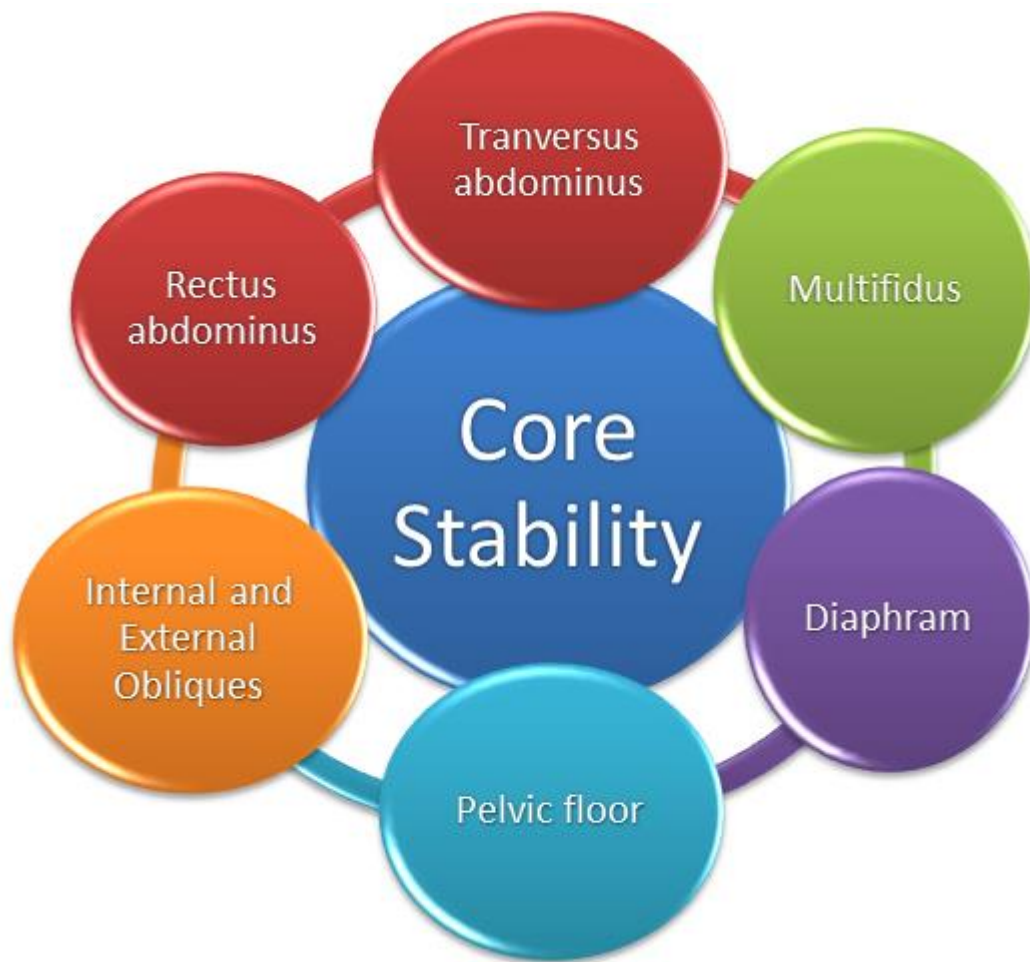 Tranversus
abdominus
Multifidus
Diaphram
Pelvic floor
Internal and
External
Obliques
Rectus
abdominus
Core
Stability